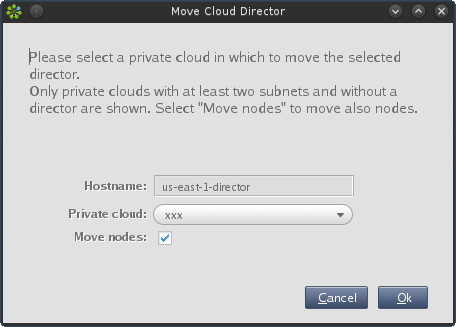 Move Cloud Director
Please select a private cloud in which to move the selected
director.
Only private clouds with at least two subnets and without a
director are shown. Select "Move nodes" to move also nodes.
Hostname: us-east-1-director
Private cloud: xxx
Move nodes:
Cancel Ok